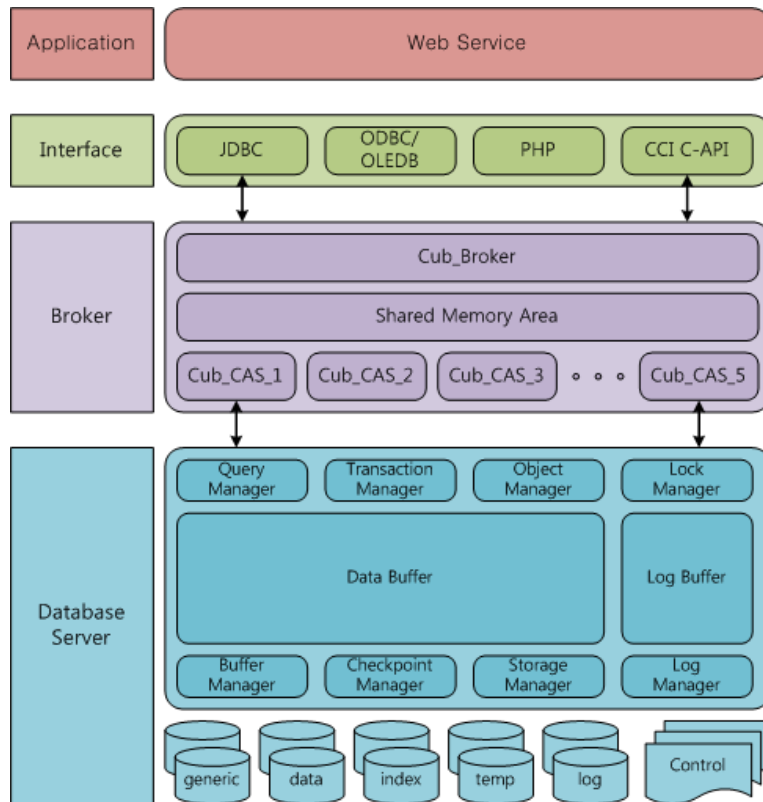 Application
Web Service
Interface
JDBC
ODBC/
OLEDB
PHP
CCI C-API
Broker
Cub_Broker
Shared Memory Area
Cub_CAS_1
Cub_CAS_2
Cub_CAS_3
Cub_CAS_5
Database
Server
Query
Manager
Transaction
Manager
Object
Manager
Lock
Manager
Data Buffer
Log Buffer
Buffer
Manager
Checkpoint
Manager
Storage
Manager
Log
Manager
generic
data
index
temp
log
Control